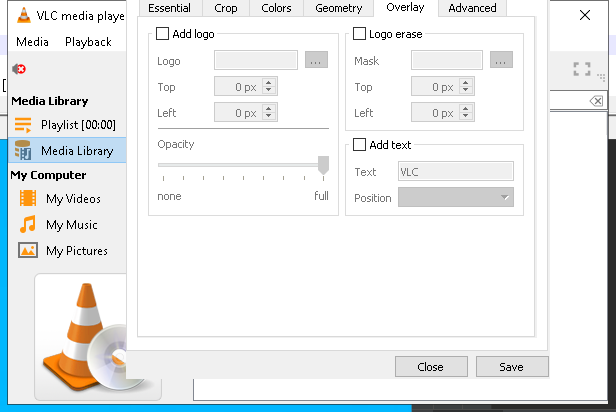 VLC media playe
Media Playback
Media Library
Playlist [00:00]
Media Library
My Computer
My Videos
My Music
My Pictures
Essential Crop Colors Geometry Overlay Advanced
Add logo
Logo ...
Top 0 px
Left 0 px
Opacity
none full
Logo erase
Mask ...
Top 0 px
Left 0 px
Add text
Text VLC
Position
Close Save